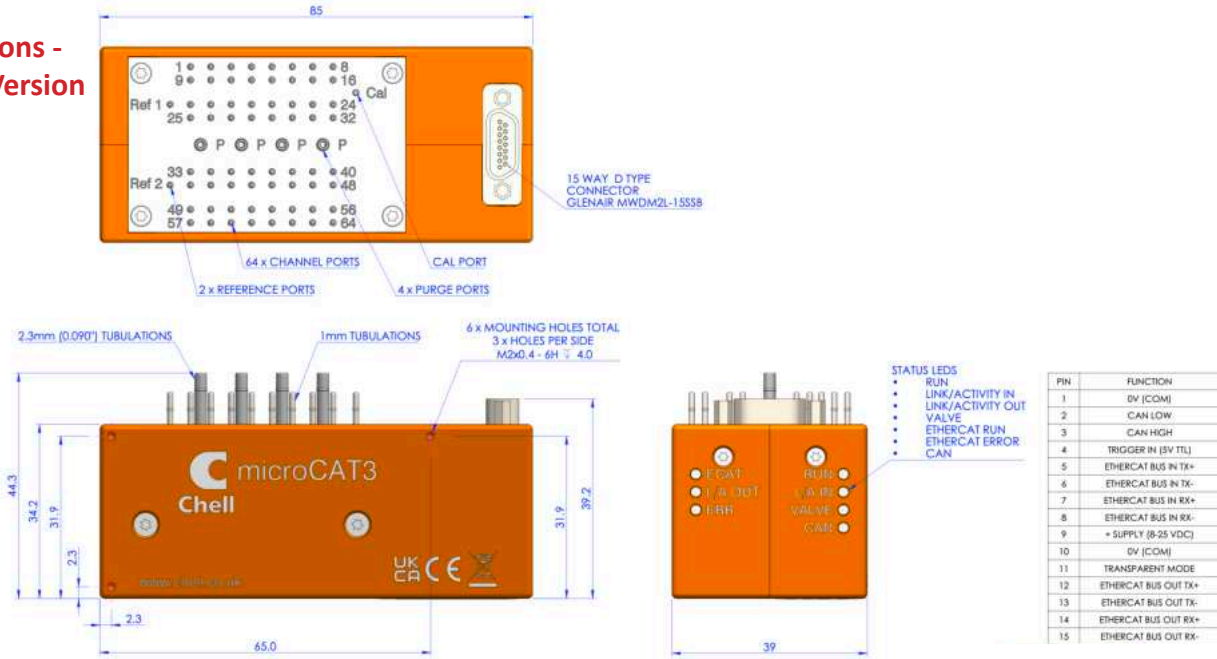 ons -
Version
85
1 8
9 16
Cal
Ref 1 24
25 32
P P P P
33 40
Ref 2 48
49 56
57 64
15 WAY D TYPE
CONNECTOR
GLENAIR MWDM2L-15SSB
64 x CHANNEL PORTS
CAL PORT
2 x REFERENCE PORTS
4 x PURGE PORTS
2.3mm (0.090") TUBULATIONS
1mm TUBULATIONS
6 x MOUNTING HOLES TOTAL
3 x HOLES PER SIDE
M2x0.4 - 6H ↧ 4.0
44.3
34.2
31.9
2.3
2.3
65.0
31.9
39.2
microCAT3
Chell
www.chell.co.uk
UK
CA CE
STATUS LEDS
• RUN
• LINK/ACTIVITY IN
• LINK/ACTIVITY OUT
• VALVE
• ETHERCAT RUN
• ETHERCAT ERROR
• CAN
ECAT RUN
L/A OUT L/A IN
ERR VALVE
CAN
39
PIN FUNCTION
1 0V (COM)
2 CAN LOW
3 CAN HIGH
4 TRIGGER IN (5V TTL)
5 ETHERCAT BUS IN TX+
6 ETHERCAT BUS IN TX-
7 ETHERCAT BUS IN RX+
8 ETHERCAT BUS IN RX-
9 + SUPPLY (8-25 VDC)
10 0V (COM)
11 TRANSPARENT MODE
12 ETHERCAT BUS OUT TX+
13 ETHERCAT BUS OUT TX-
14 ETHERCAT BUS OUT RX+
15 ETHERCAT BUS OUT RX-